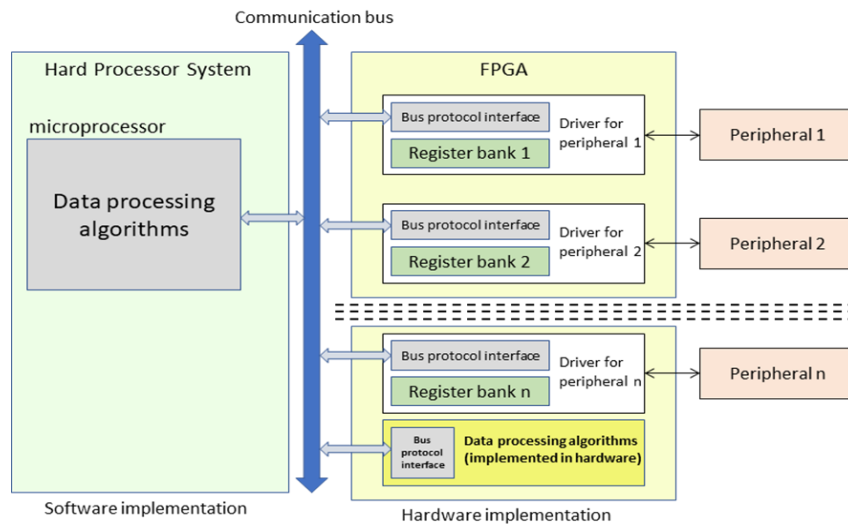 Communication bus
Hard Processor System
microprocessor
Data processing
algorithms
Software implementation
FPGA
Bus protocol interface
Register bank 1
Driver for
peripheral 1
Peripheral 1
Bus protocol interface
Register bank 2
Driver for
peripheral 2
Peripheral 2
Bus protocol interface
Register bank n
Driver for
peripheral n
Peripheral n
Bus
protocol
interface
Data processing algorithms
(implemented in hardware)
Hardware implementation